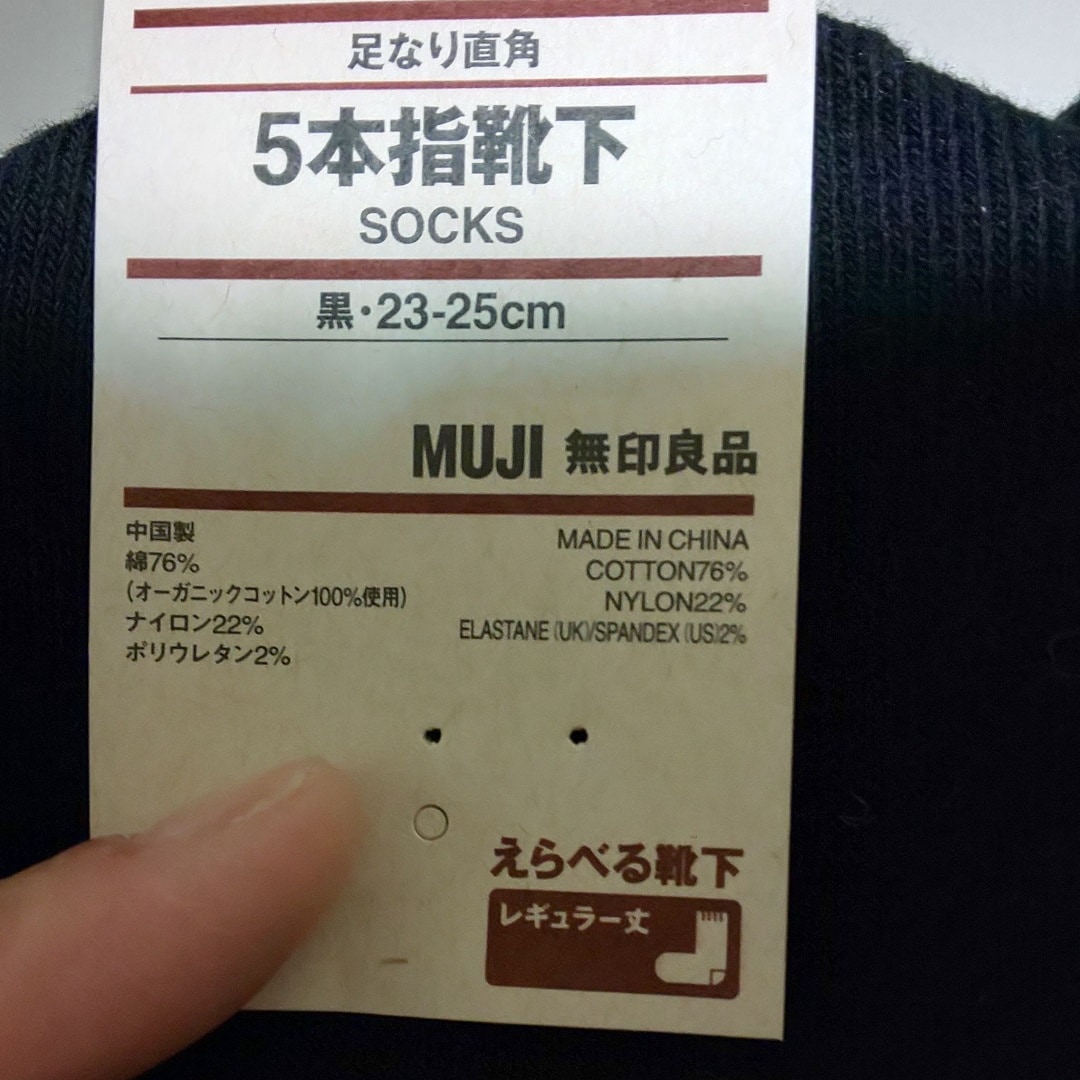 足なり直角
5本指靴下
SOCKS
黒・23-25cm
MUJI 無印良品
中国製
綿76%
(オーガニックコットン100%使用)
ナイロン22%
ポリウレタン2%
MADE IN CHINA
COTTON76%
NYLON22%
ELASTANE (UK)/SPANDEX (US)2%
えらべる靴下
レギュラー丈